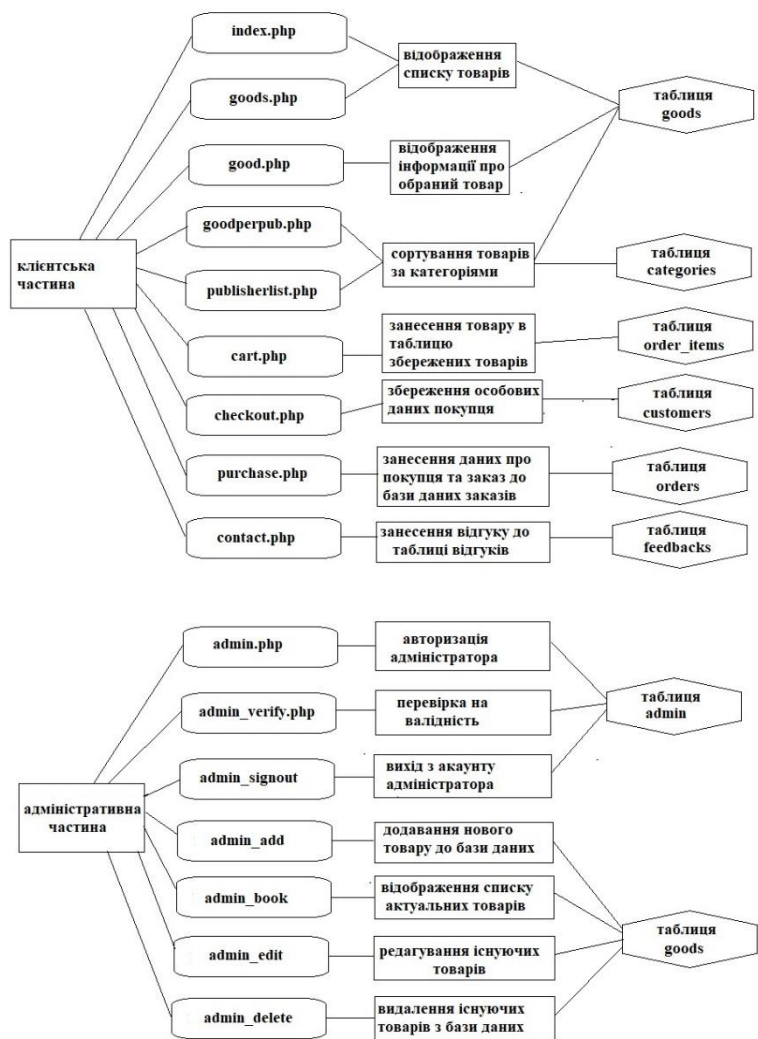 index.php
відображення
списку товарів
goods.php
таблиця
goods
good.php
відображення
інформації про
обраний товар
goodperpub.php
клієнтська
частина
publisherlist.php
сортування товарів
за категоріями
таблиця
categories
cart.php
занесення товару в
таблицю
збережених товарів
таблиця
order_items
checkout.php
збереження особових
даних покупця
таблиця
customers
purchase.php
занесення даних про
покупця та заказ до
бази даних заказів
таблиця
orders
contact.php
занесення відгуку до
таблиці відгуків
таблиця
feedbacks
admin.php
авторизація
адміністратора
admin_verify.php
перевірка на
валідність
таблиця
admin
admin_signout
вихід з акаунту
адміністратора
адміністративна
частина
admin_add
додавання нового
товару до бази даних
admin_book
відображення списку
актуальних товарів
admin_edit
редагування існуючих
товарів
таблиця
goods
admin_delete
видалення існуючих
товарів з бази даних